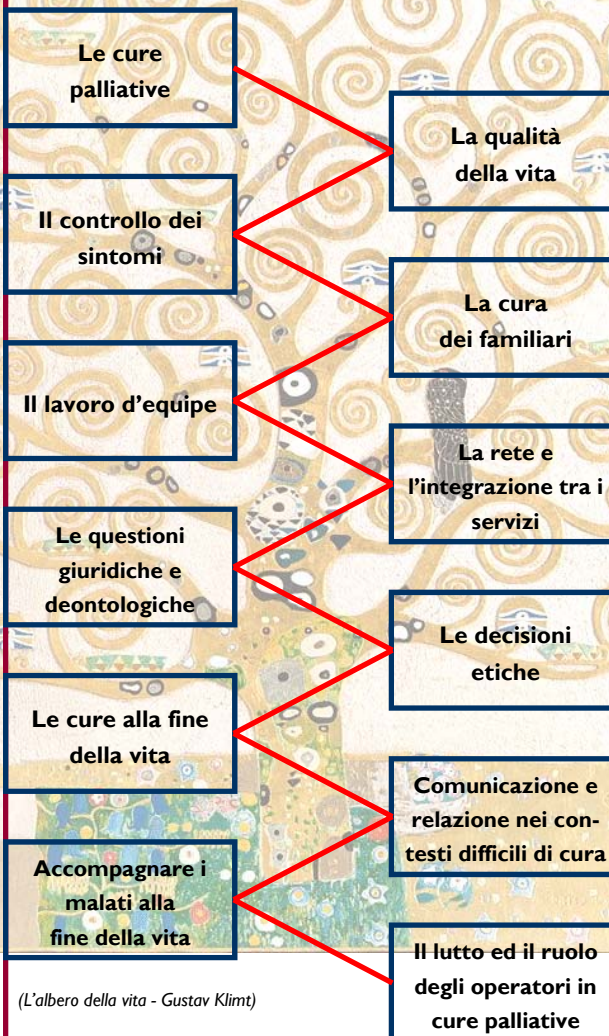 Le cure
palliative
La qualità
della vita
Il controllo dei
sintomi
La cura
dei familiari
Il lavoro d'equipe
La rete e
l'integrazione tra i
servizi
Le questioni
giuridiche e
deontologiche
Le decisioni
etiche
Le cure alla fine
della vita
Comunicazione e
relazione nei con-
testi difficili di cura
Accompagnare i
malati alla
fine della vita
Il lutto ed il ruolo
degli operatori in
cure palliative
(L'albero della vita - Gustav Klimt)